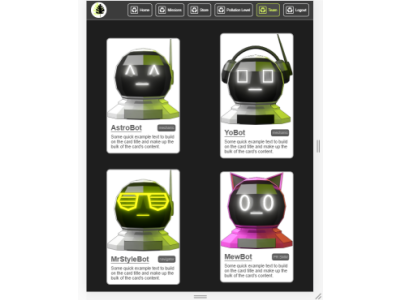 Home Missions Store Pollution Level Team Logout
AstroBot
Some quick example text to build
on the card title and make up the
bulk of the card's content.
YoBot
Some quick example text to build
on the card title and make up the
bulk of the card's content.
MrStyleBot
Some quick example text to build
on the card title and make up the
bulk of the card's content.
MewBot
Some quick example text to build
on the card title and make up the
bulk of the card's content.